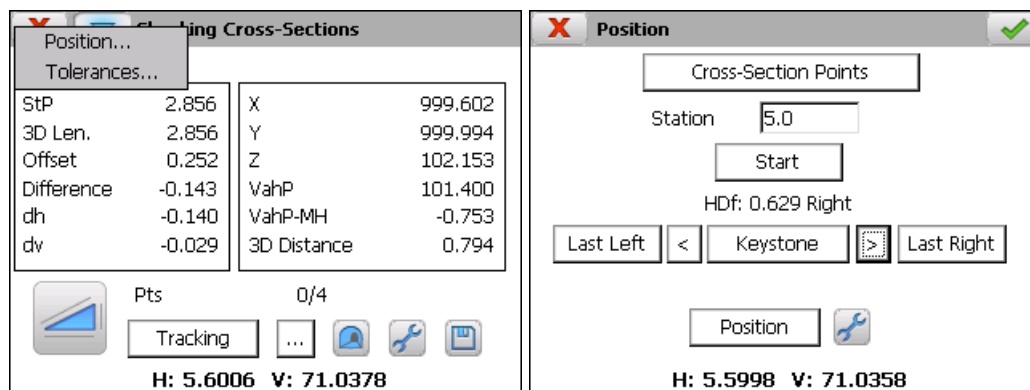 Checking Cross-Sections
Position...
Tolerances...
StP 2.856
3D Len. 2.856
Offset 0.252
Difference -0.143
dh -0.140
dv -0.029
X 999.602
Y 999.994
Z 102.153
VahP 101.400
VahP-MH -0.753
3D Distance 0.794
Pts 0/4
Tracking ...
H: 5.6006 V: 71.0378
Position
Cross-Section Points
Station 5.0
Start
HDf: 0.629 Right
Last Left < Keystone > Last Right
Position
H: 5.5998 V: 71.0358